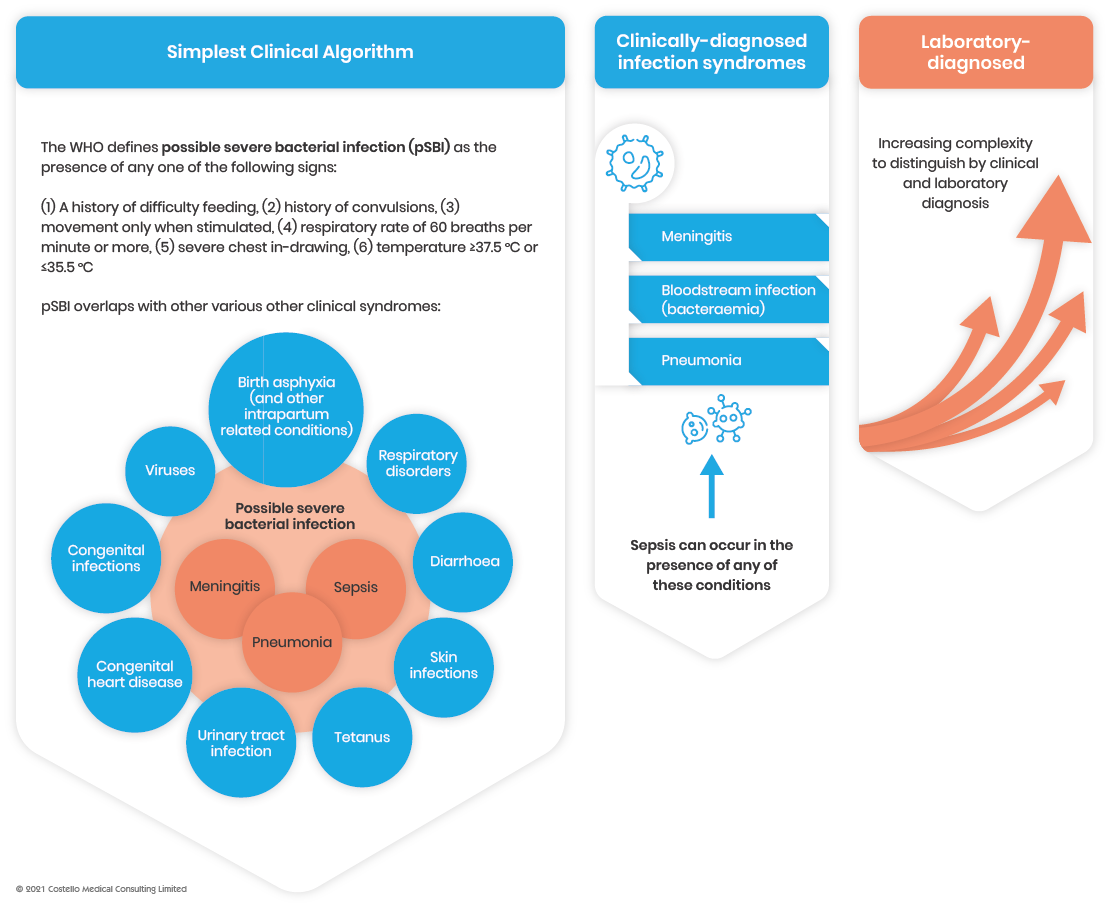 Simplest Clinical Algorithm
The WHO defines possible severe bacterial infection (pSBI) as the
presence of any one of the following signs:
(1) A history of difficulty feeding, (2) history of convulsions, (3)
movement only when stimulated, (4) respiratory rate of 60 breaths per
minute or more, (5) severe chest in-drawing, (6) temperature ≥37.5 °C or
≤35.5 °C
pSBI overlaps with other various other clinical syndromes:
Birth asphyxia
(and other
intrapartum
related conditions)
Viruses
Respiratory
disorders
Possible severe
bacterial infection
Congenital
infections
Diarrhoea
Meningitis
Sepsis
Pneumonia
Congenital
heart disease
Skin
infections
Urinary tract
infection
Tetanus
Clinically-diagnosed
infection syndromes
Meningitis
Bloodstream infection
(bacteraemia)
Pneumonia
Sepsis can occur in the
presence of any of
these conditions
Laboratory-
diagnosed
Increasing complexity
to distinguish by clinical
and laboratory
diagnosis
© 2021 Costello Medical Consulting Limited